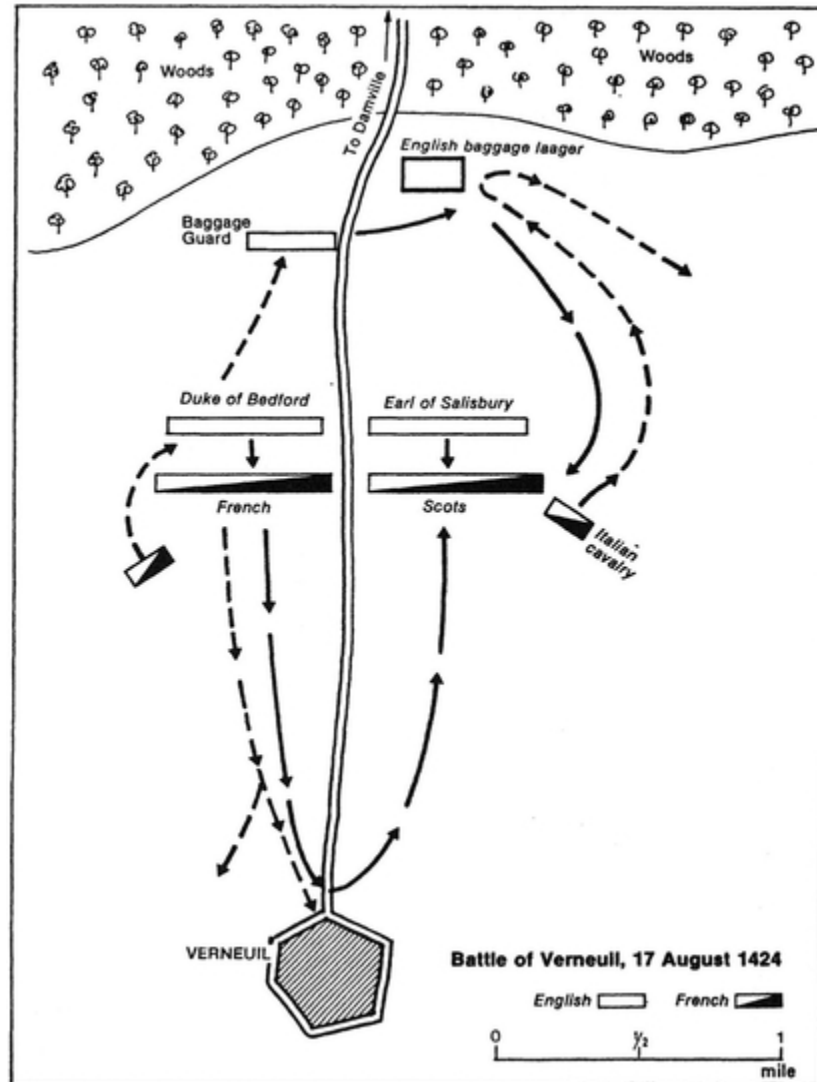 Woods
Woods
To Damville
English baggage laager
Baggage
Guard
Duke of Bedford
Earl of Salisbury
French
Scots
Italian
cavalry
VERNEUIL
Battle of Verneuil, 17 August 1424
English French
0 ½ 1
mile